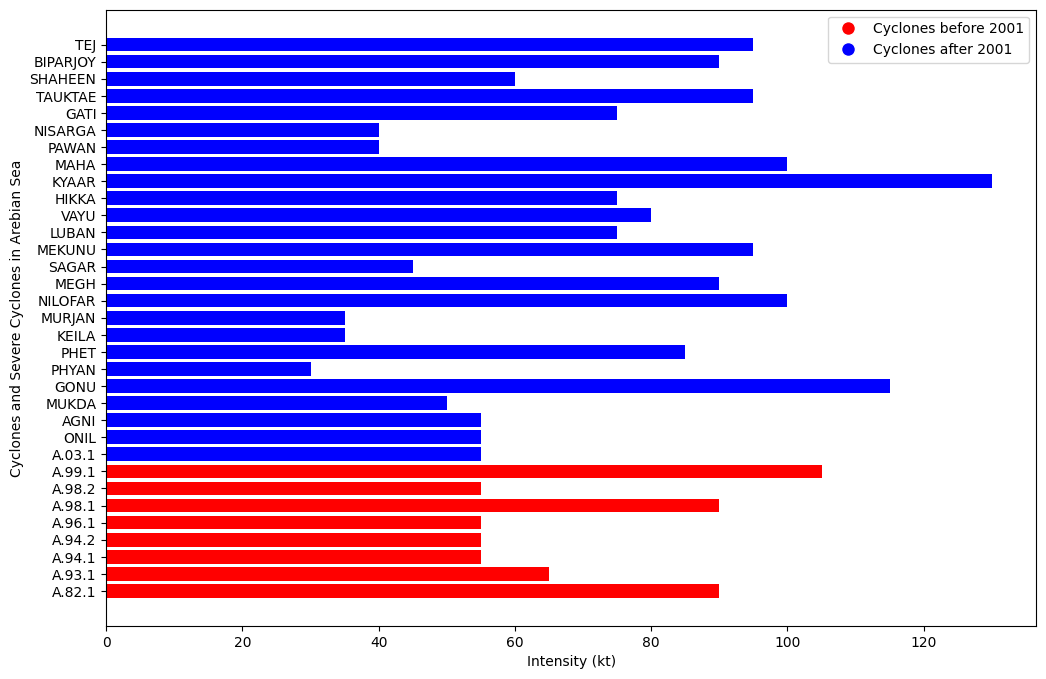 Cyclones before 2001
Cyclones after 2001
Cyclones and Severe Cyclones in Arebian Sea
TEJ
BIPARJOY
SHAHEEN
TAUKTAE
GATI
NISARGA
PAWAN
MAHA
KYAAR
HIKKA
VAYU
LUBAN
MEKUNU
SAGAR
MEGH
NILOFAR
MURJAN
KEILA
PHET
PHYAN
GONU
MUKDA
AGNI
ONIL
A.03.1
A.99.1
A.98.2
A.98.1
A.96.1
A.94.2
A.94.1
A.93.1
A.82.1
0 20 40 60 80 100 120
Intensity (kt)